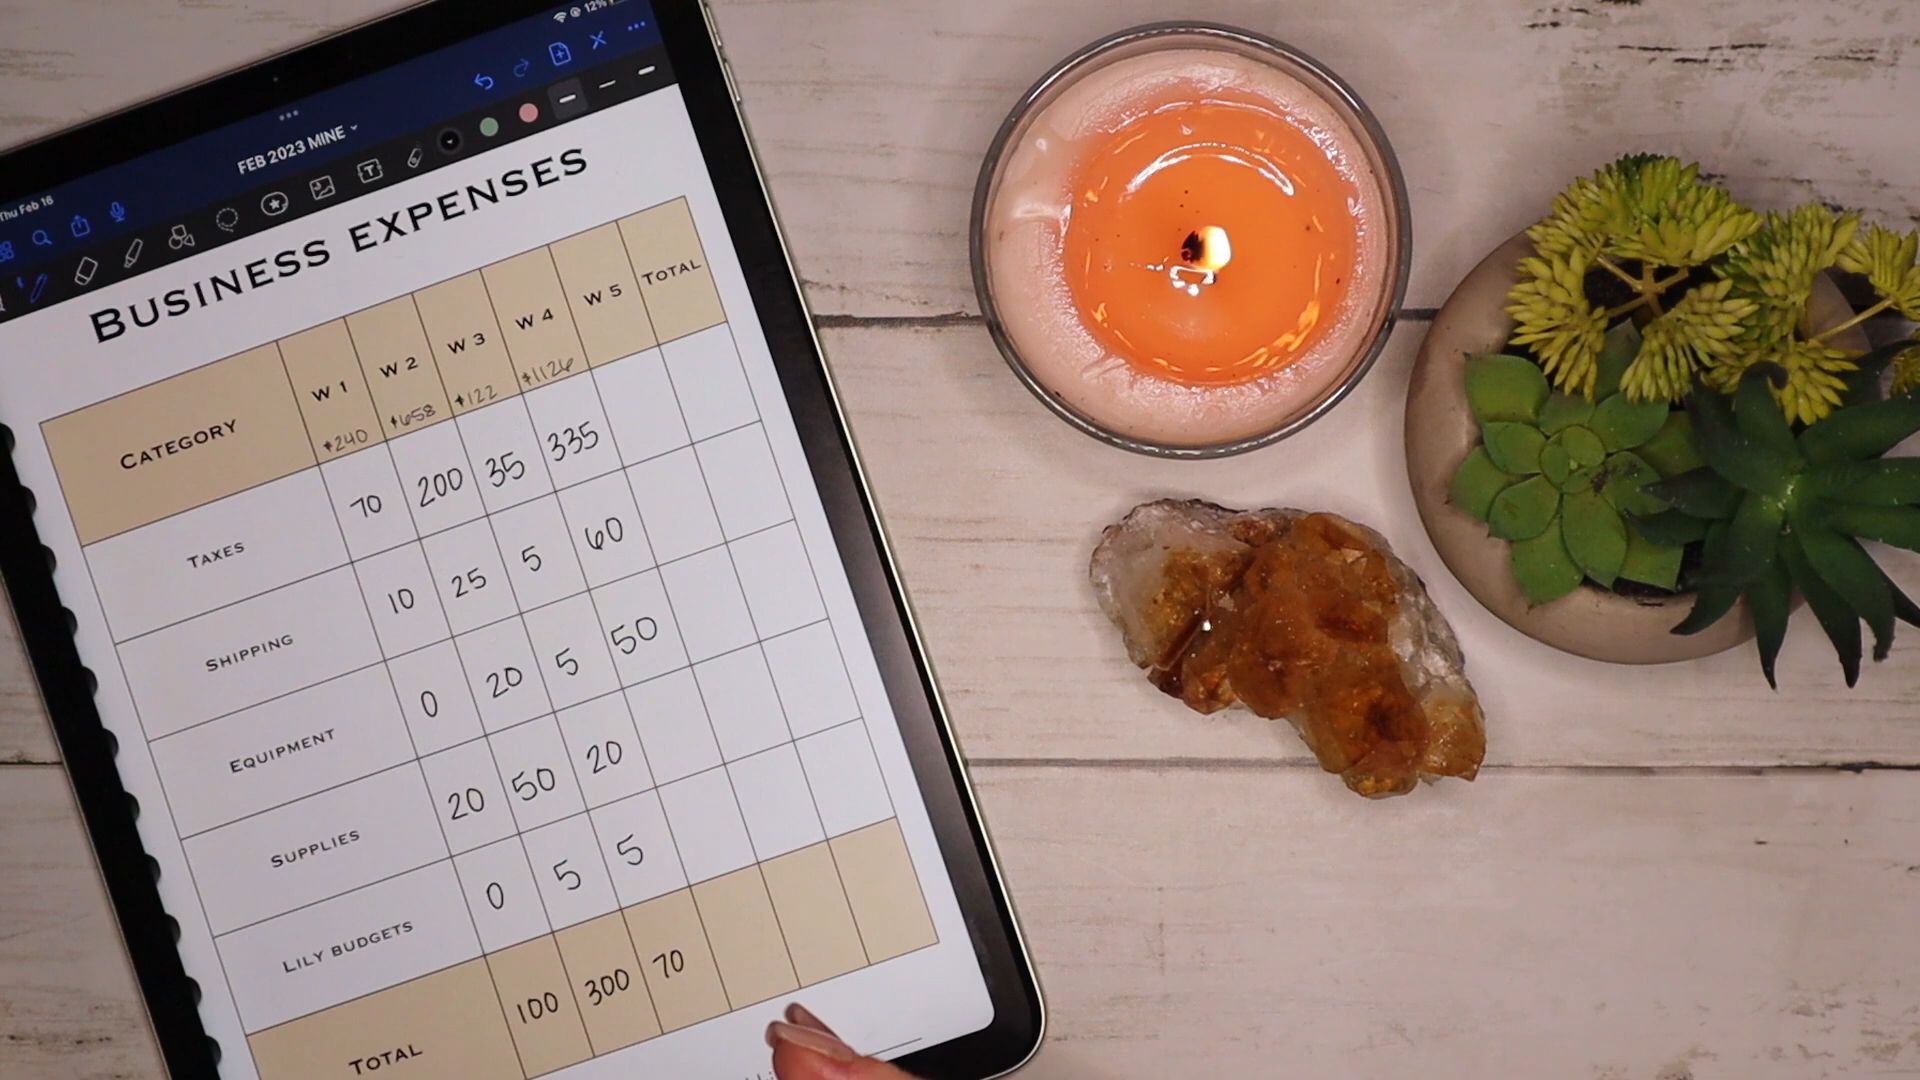 12%
Thu Feb 16
FEB 2023 MINE
BUSINESS EXPENSES
CATEGORY W 1 W 2 W 3 W 4 W 5 TOTAL
$240 $658 $122 $1126
TAXES 70 200 35 335
SHIPPING 10 25 5 60
EQUIPMENT 0 20 5 50
SUPPLIES 20 50 20
LILY BUDGETS 0 5 5
TOTAL 100 300 70